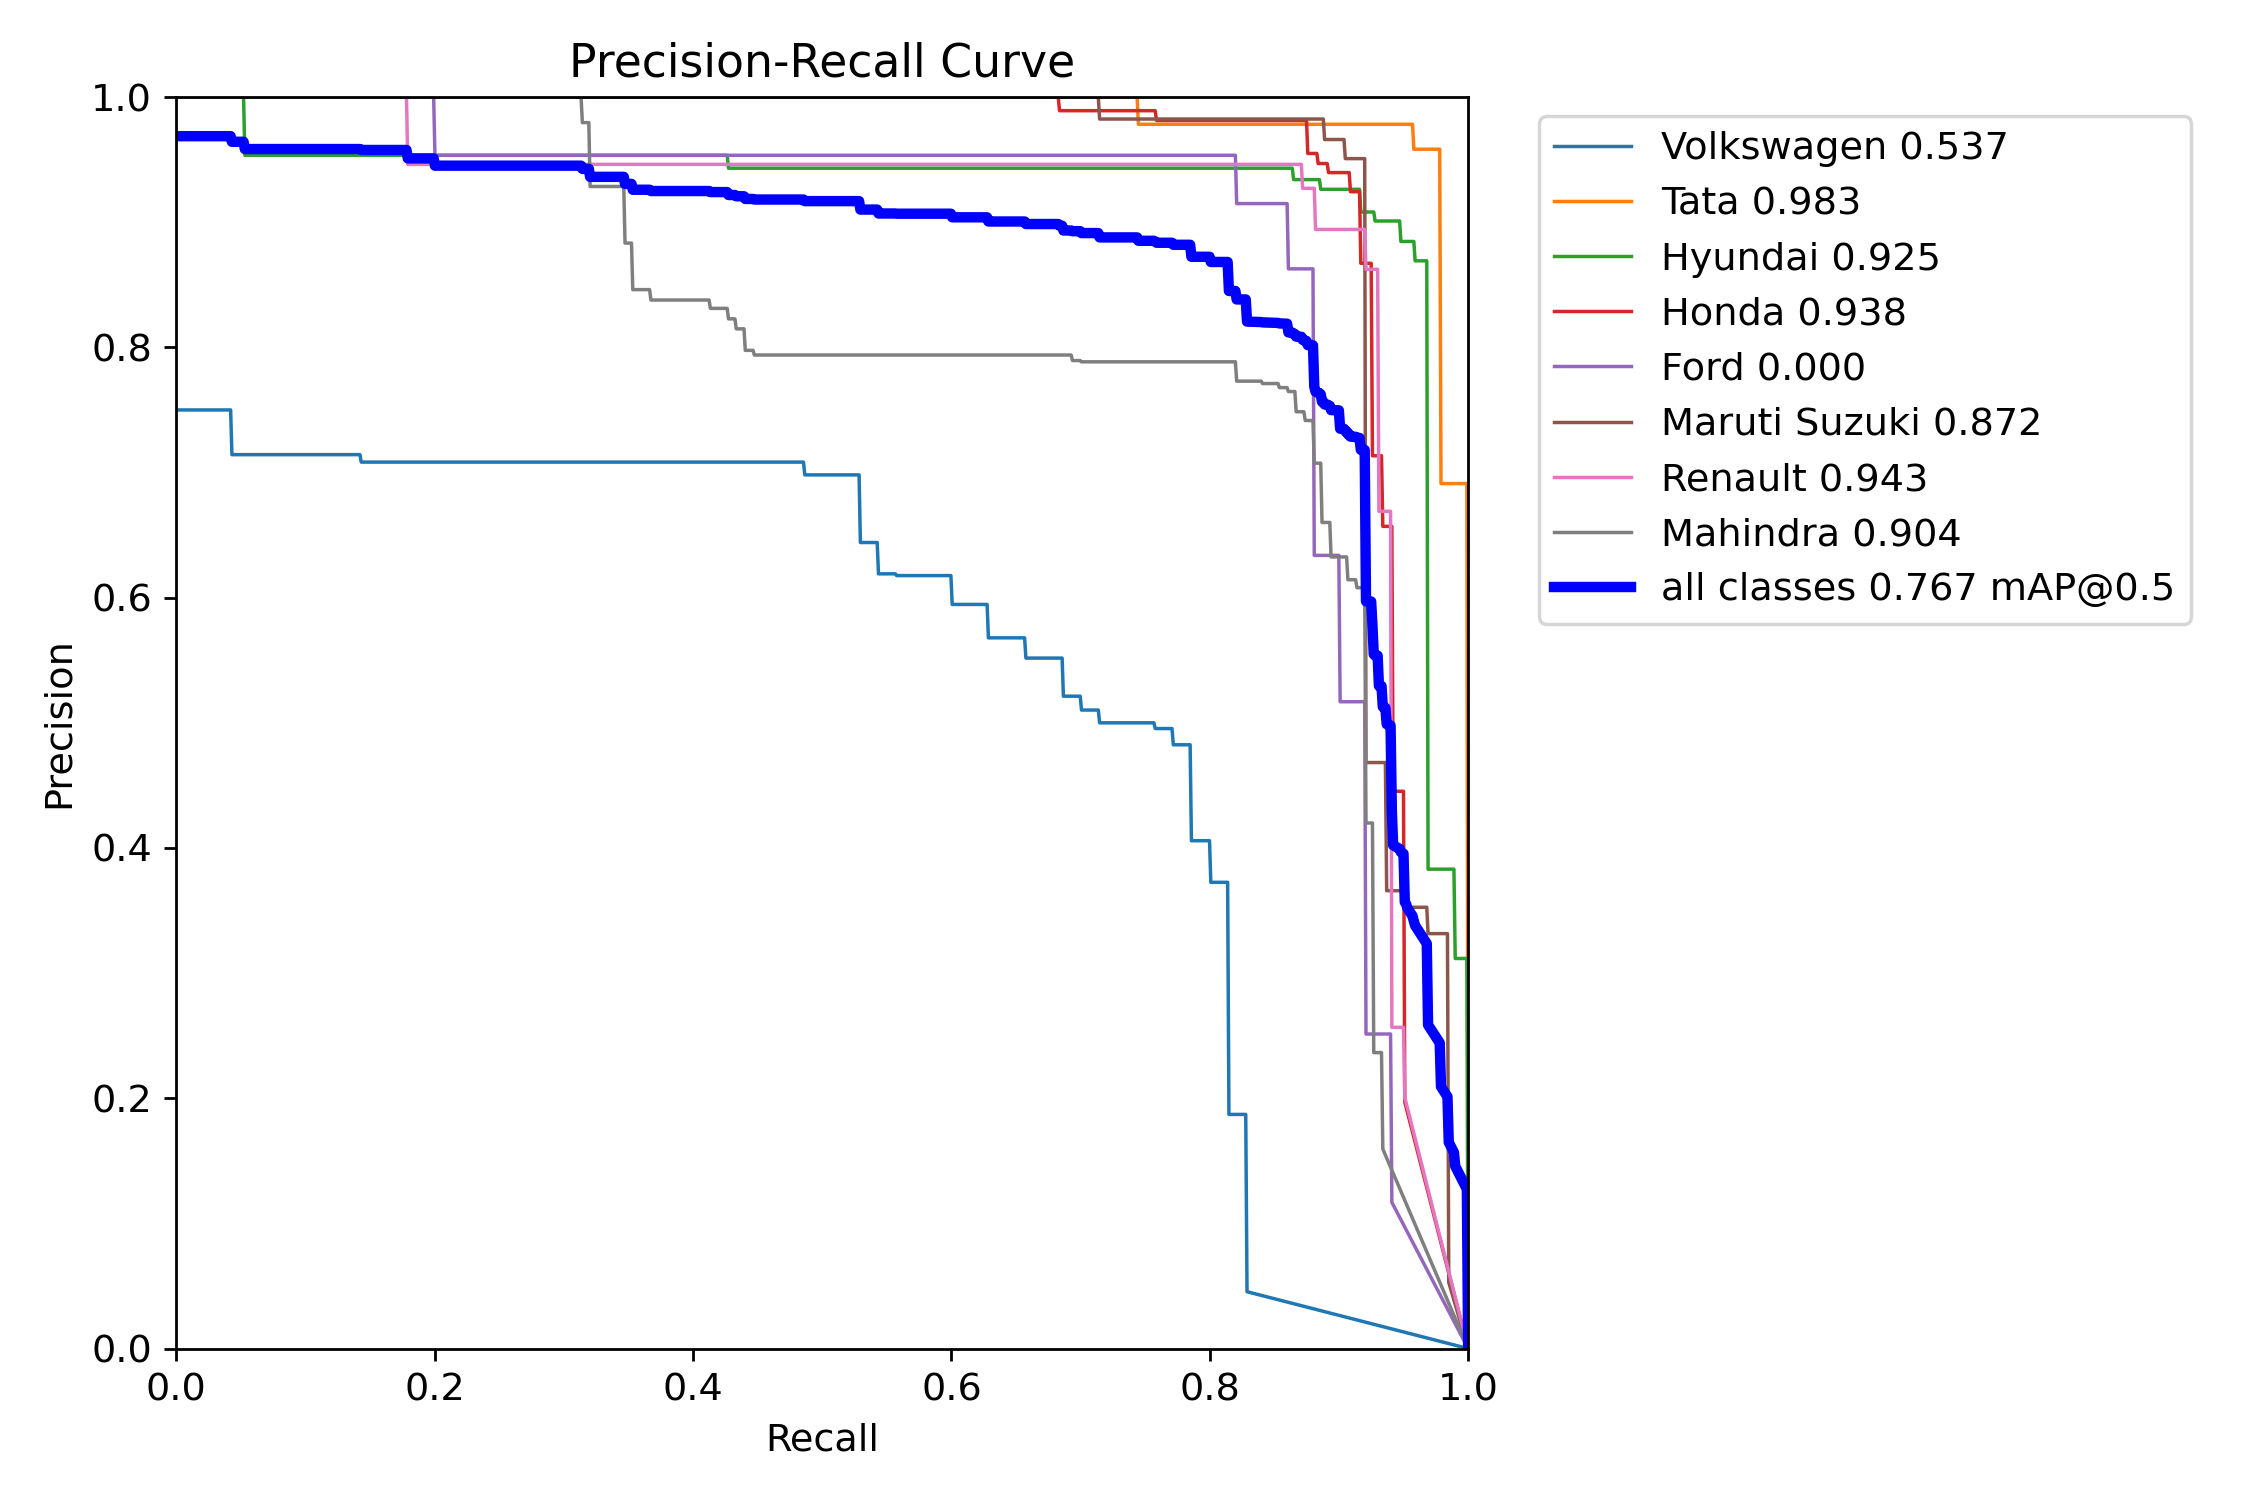 Precision-Recall Curve
1.0
0.8
0.6
0.4
0.2
0.0
Precision
0.0 0.2 0.4 0.6 0.8 1.0
Recall
Volkswagen 0.537
Tata 0.983
Hyundai 0.925
Honda 0.938
Ford 0.000
Maruti Suzuki 0.872
Renault 0.943
Mahindra 0.904
all classes 0.767 mAP@0.5